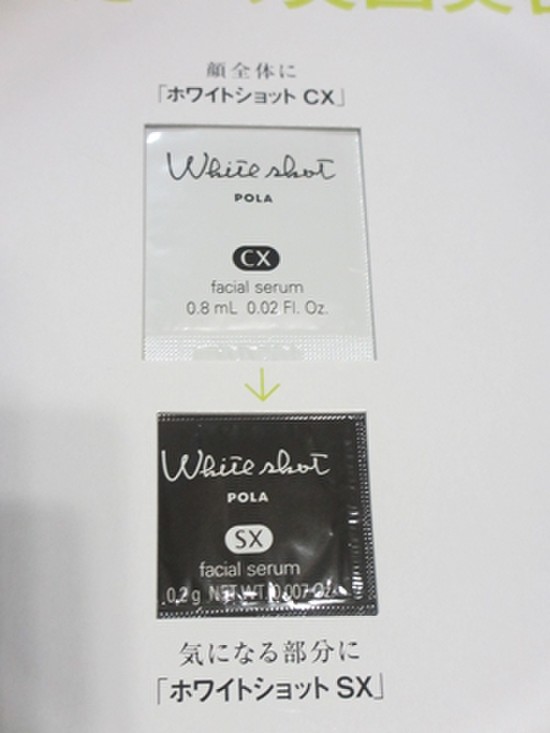 顔全体に
「ホワイトショット CX」
White shot
POLA
CX
facial serum
0.8 mL 0.02 Fl. Oz.
White shot
POLA
SX
facial serum
0.2 g NET WT. 0.007 Oz.
気になる部分に
「ホワイトショット SX」